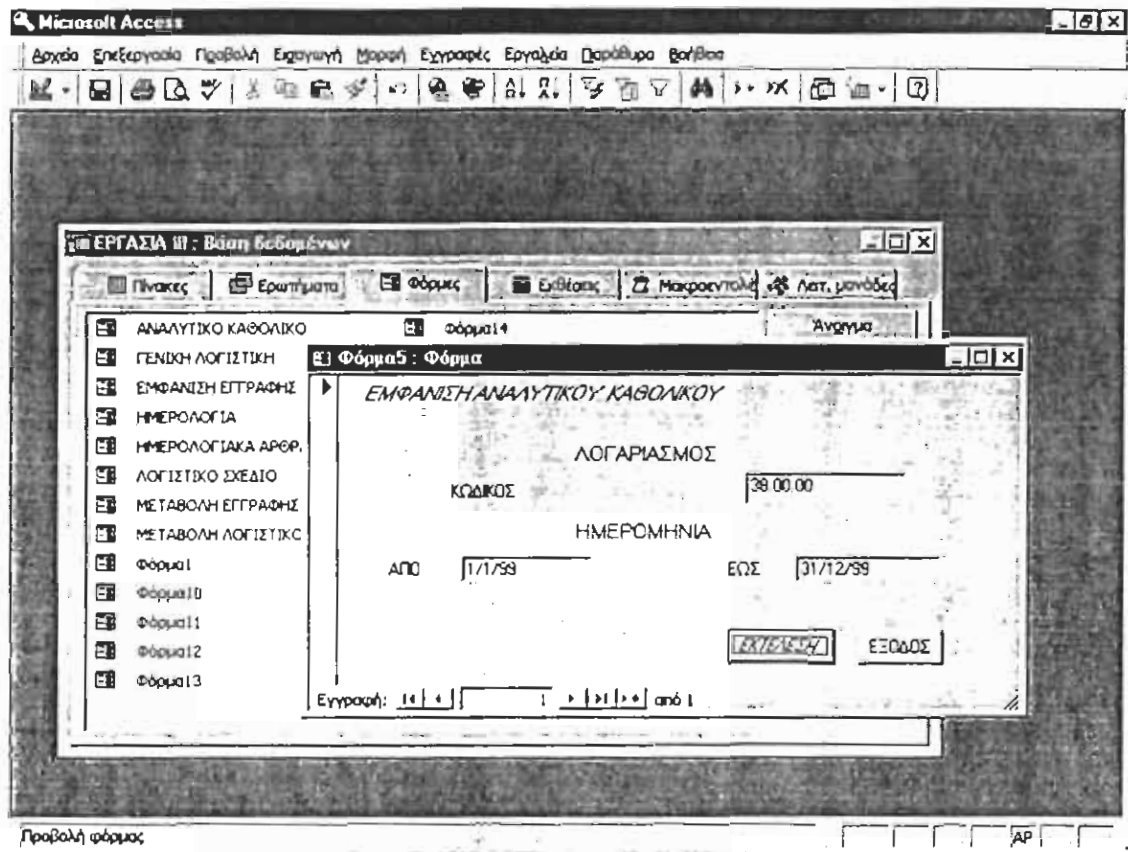 Microsoft Access
Αρχείο Επεξεργασία Προβολή Εισαγωγή Μορφή Εγγραφές Εργαλεία Παράθυρο Βοήθεια
ΕΡΓΑΣΙΑ ΙΙΙ : Βάση δεδομένων
Πίνακες Ερωτήματα Φόρμες Εκθέσεις Μακροεντολέ Λειτ. μονάδες
ΑΝΑΛΥΤΙΚΟ ΚΑΘΟΛΙΚΟ Φόρμα14 Άνοιγμα
ΓΕΝΙΚΗ ΛΟΓΙΣΤΙΚΗ
ΕΜΦΑΝΙΣΗ ΕΓΓΡΑΦΗΣ
ΗΜΕΡΟΛΟΓΙΑ
ΗΜΕΡΟΛΟΓΙΑΚΑ ΑΡΘΡ
ΛΟΓΙΣΤΙΚΟ ΣΧΕΔΙΟ
ΜΕΤΑΒΟΛΗ ΕΓΓΡΑΦΗΣ
ΜΕΤΑΒΟΛΗ ΛΟΓΙΣΤΙΚΟ
Φόρμα1
Φόρμα10
Φόρμα11
Φόρμα12
Φόρμα13
Φόρμα5 : Φόρμα
ΕΜΦΑΝΙΣΗ ΑΝΑΛΥΤΙΚΟΥ ΚΑΘΟΛΙΚΟΥ
ΛΟΓΑΡΙΑΣΜΟΣ
ΚΩΔΙΚΟΣ 38.00.00
ΗΜΕΡΟΜΗΝΙΑ
ΑΠΟ 1/1/99 ΕΩΣ 31/12/99
ΕΚΤΕΛΕΣΗ ΕΞΟΔΟΣ
Εγγραφή: 1 από 1
Προβολή φόρμας ΑΡ